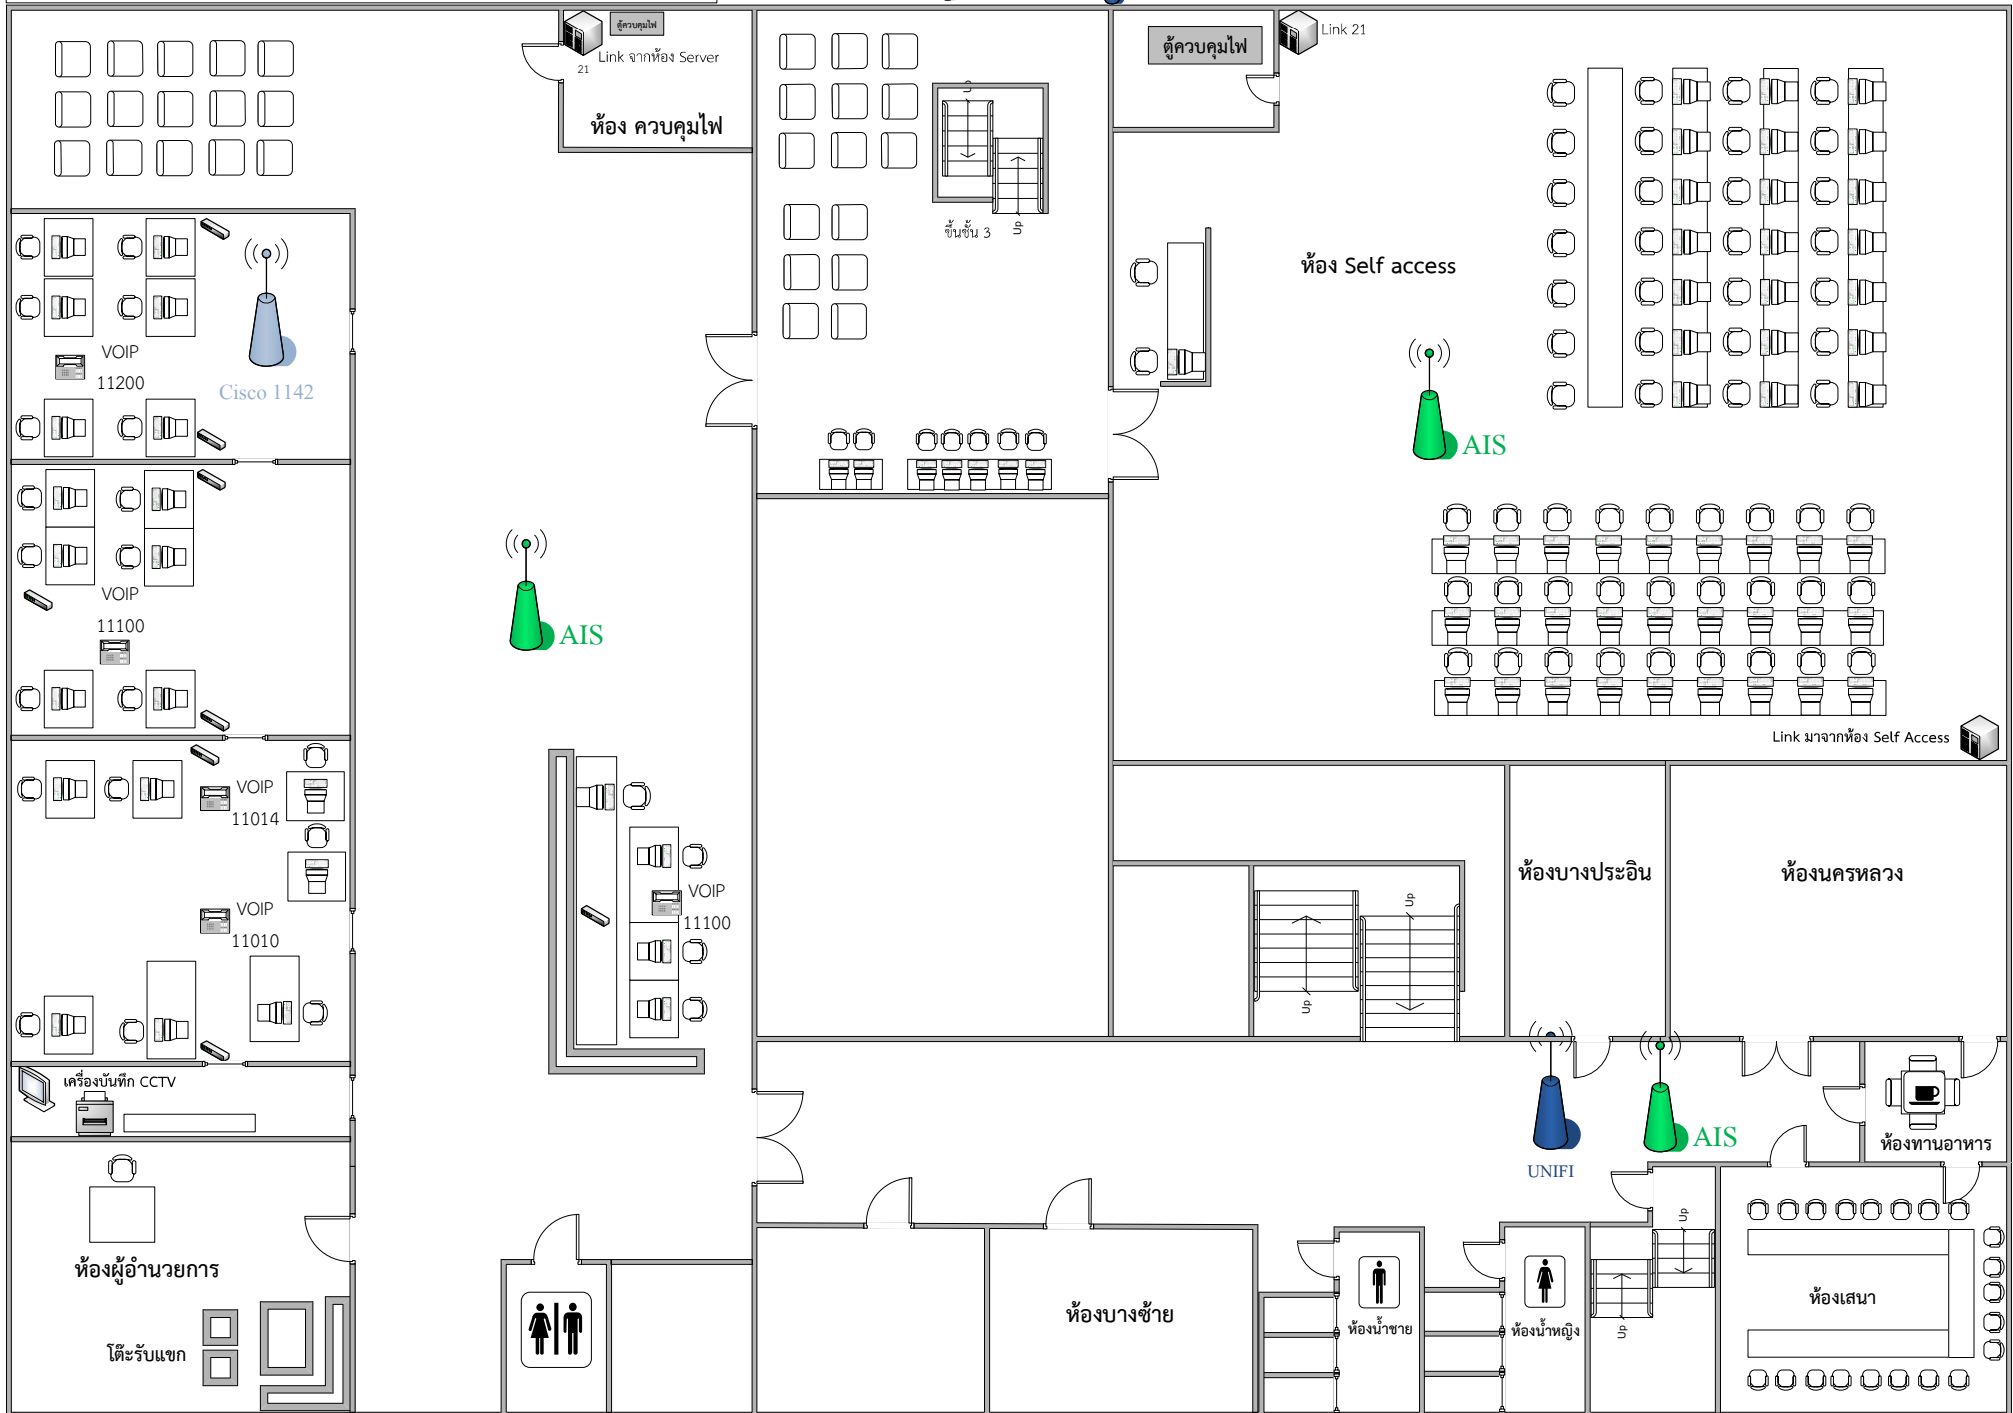 ตู้ควบคุมไฟ
Link จากห้อง Server
21
ห้อง ควบคุมไฟ
ตู้ควบคุมไฟ
Link 21
Up
Up
ขึ้นชั้น 3
ห้อง Self access
VOIP
11200
Cisco 1142
AIS
VOIP
11100
AIS
Link มาจากห้อง Self Access
VOIP
11014
VOIP
11010
VOIP
11100
Up
Up
ห้องบางประอิน
ห้องนครหลวง
เครื่องบันทึก CCTV
UNIFI
AIS
ห้องทานอาหาร
ห้องผู้อำนวยการ
โต๊ะรับแขก
ห้องบางซ้าย
ห้องน้ำชาย
ห้องน้ำหญิง
Up
Up
ห้องเสนา